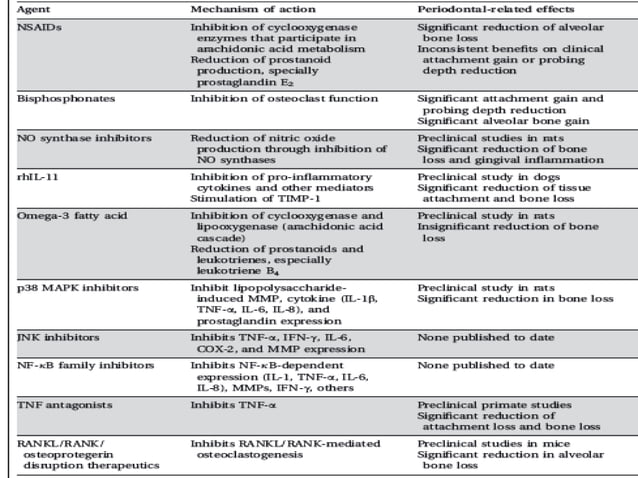 Agent Mechanism of action Periodontal-related effects
NSAIDs Inhibition of cyclooxygenase Significant reduction of alveolar
enzymes that participate in bone loss
arachidonic acid metabolism Inconsistent benefits on clinical
Reduction of prostanoid attachment gain or probing
production, specially depth reduction
prostaglandin E₂
Bisphosphonates Inhibition of osteoclast function Significant attachment gain and
probing depth reduction
Significant alveolar bone gain
NO synthase inhibitors Reduction of nitric oxide Preclinical studies in rats
production through inhibition of Significant reduction of bone
NO synthases loss and gingival inflammation
rhIL-11 Inhibition of pro-inflammatory Preclinical study in dogs
cytokines and other mediators Significant reduction of tissue
Stimulation of TIMP-1 attachment and bone loss
Omega-3 fatty acid Inhibition of cyclooxygenase and Preclinical study in rats
lipooxygenase (arachidonic acid Insignificant reduction of bone
cascade) loss
Reduction of prostanoids and
leukotrienes, especially
leukotriene B₄
p38 MAPK inhibitors Inhibit lipopolysaccharide- Preclinical study in rats
induced MMP, cytokine (IL-1β, Significant reduction in bone loss
TNF-α, IL-6, IL-8), and
prostaglandin expression
JNK inhibitors Inhibits TNF-α, IFN-γ, IL-6, None published to date
COX-2, and MMP expression
NF-κB family inhibitors Inhibits NF-κB-dependent None published to date
expression (IL-1, TNF-α, IL-6,
IL-8), MMPs, IFN-γ, others
TNF antagonists Inhibits TNF-α Preclinical primate studies
Significant reduction of
attachment loss and bone loss
RANKL/RANK/ Inhibits RANKL/RANK-mediated Preclinical studies in mice
osteoprotegerin osteoclastogenesis Significant reduction in alveolar
disruption therapeutics bone loss